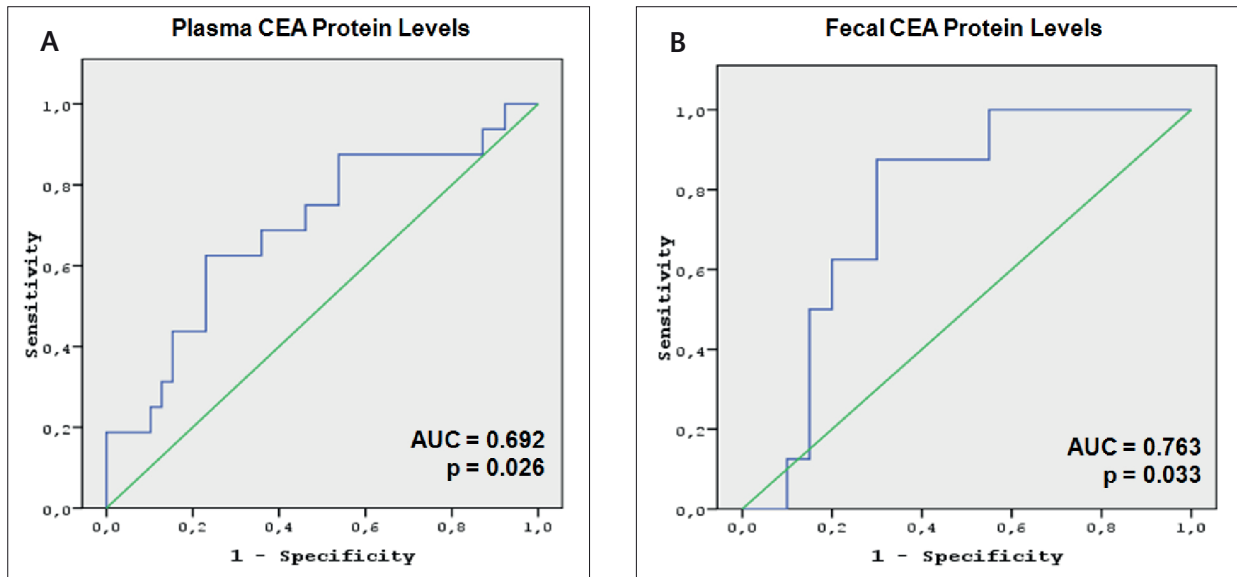 A
Plasma CEA Protein Levels
1,0
0,8
0,6
0,4
0,2
0,0
Sensitivity
AUC = 0.692
p = 0.026
0,0 0,2 0,4 0,6 0,8 1,0
1 - Specificity
B
Fecal CEA Protein Levels
1,0
0,8
0,6
0,4
0,2
0,0
Sensitivity
AUC = 0.763
p = 0.033
0,0 0,2 0,4 0,6 0,8 1,0
1 - Specificity